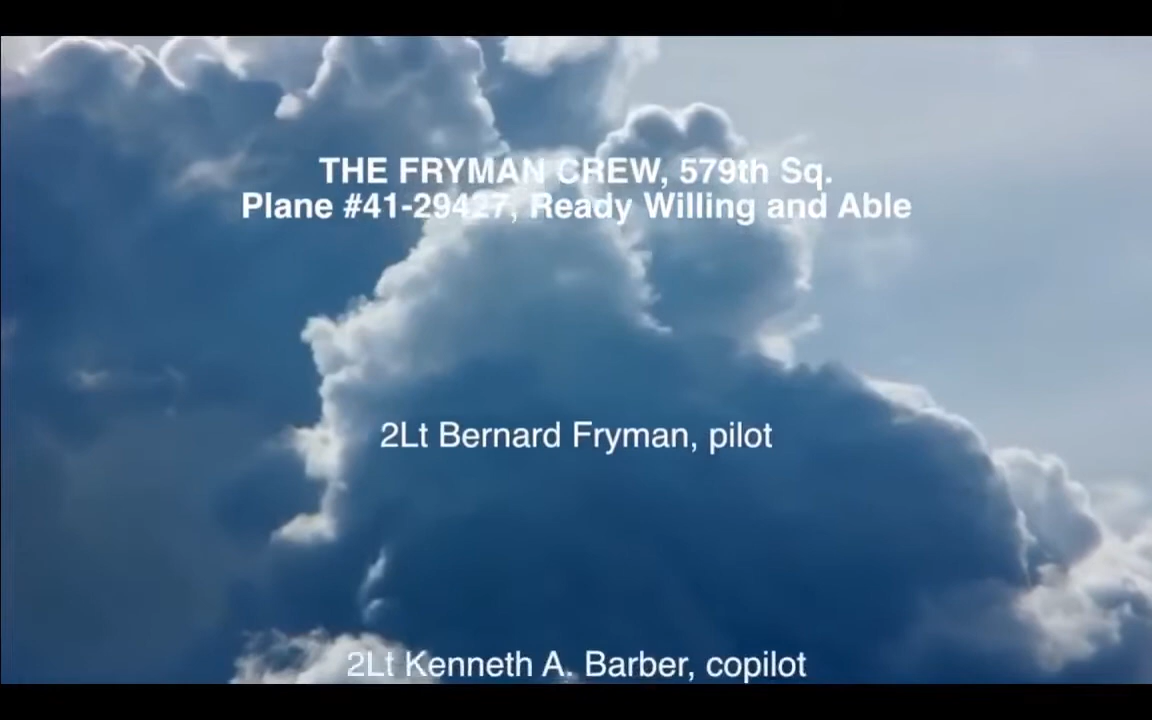 THE FRYMAN CREW, 579th Sq.
Plane #41-29427, Ready Willing and Able
2Lt Bernard Fryman, pilot
2Lt Kenneth A. Barber, copilot